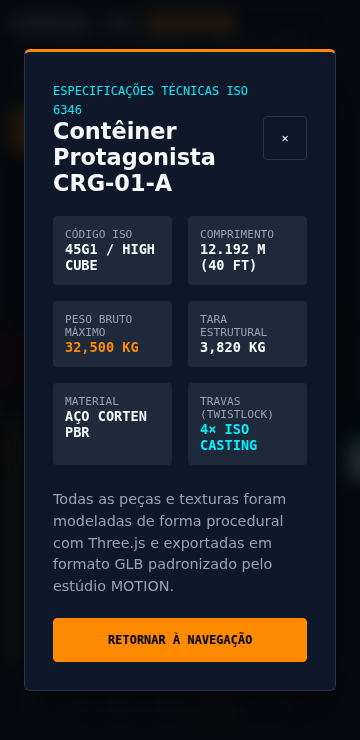 ESPECIFICAÇÕES TÉCNICAS ISO
6346
Contêiner
Protagonista
CRG-01-A
×
CÓDIGO ISO
45G1 / HIGH
CUBE
COMPRIMENTO
12.192 M
(40 FT)
PESO BRUTO
MÁXIMO
32,500 KG
TARA
ESTRUTURAL
3,820 KG
MATERIAL
AÇO CORTEN
PBR
TRAVAS
(TWISTLOCK)
4× ISO
CASTING
Todas as peças e texturas foram
modeladas de forma procedural
com Three.js e exportadas em
formato GLB padronizado pelo
estúdio MOTION.
RETORNAR À NAVEGAÇÃO